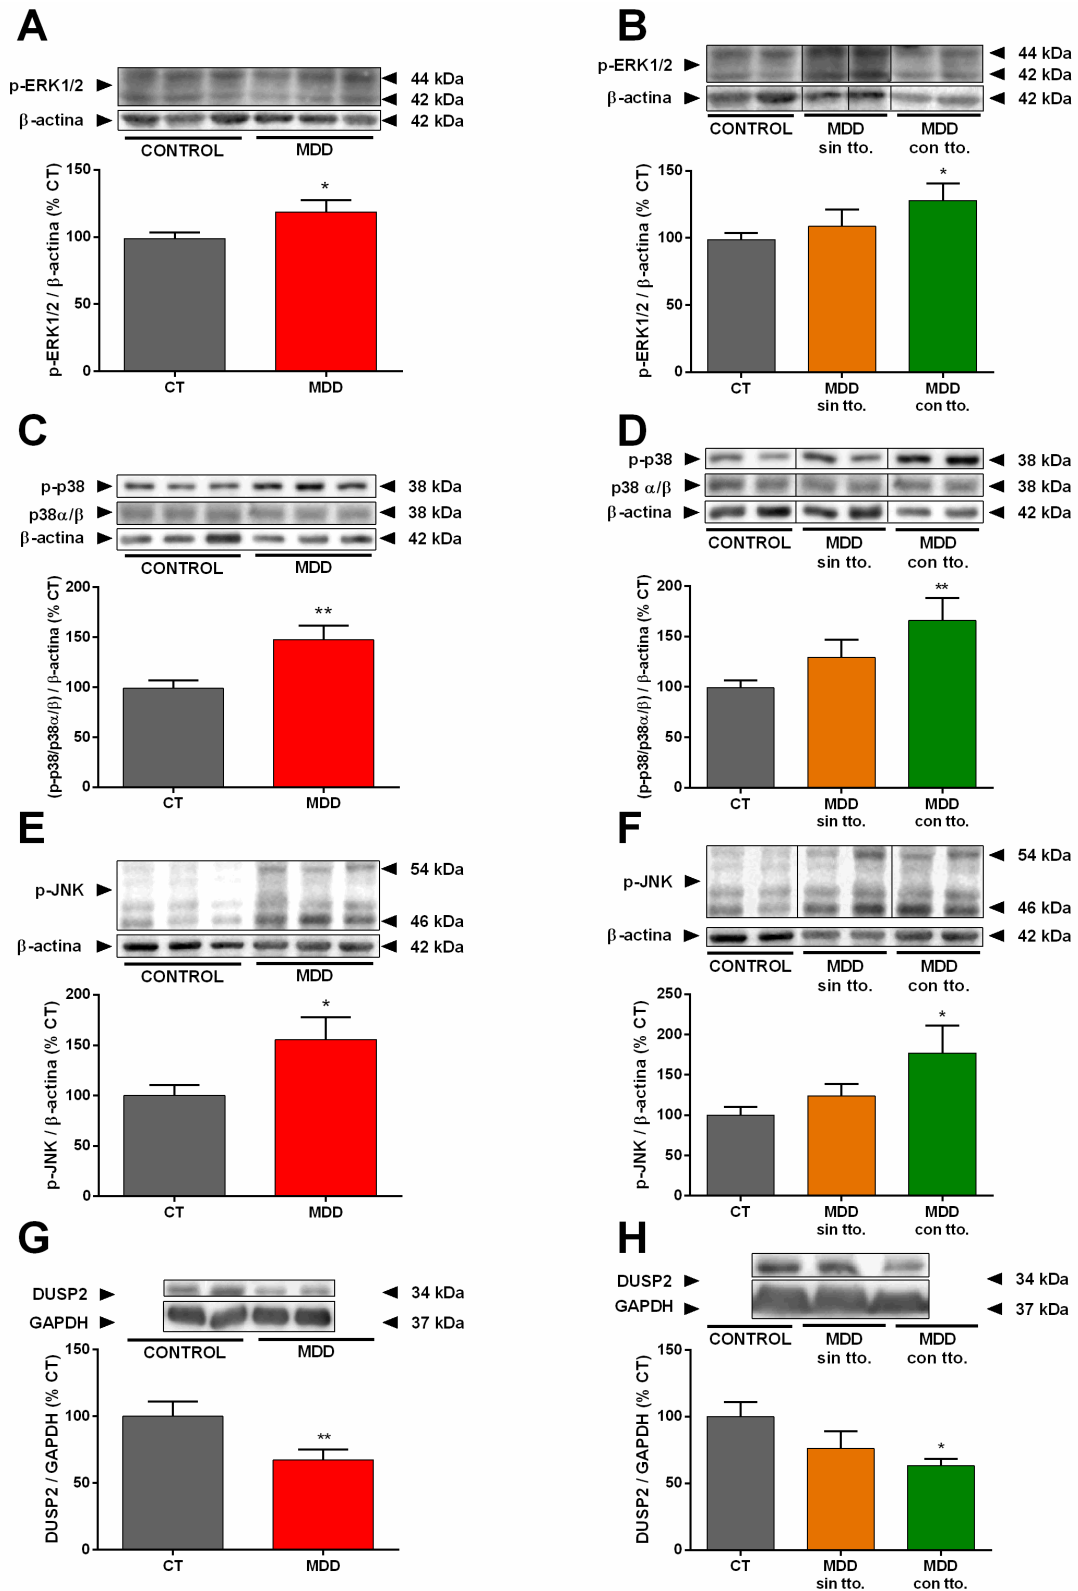 A
p-ERK1/2
44 kDa
42 kDa
β-actina
42 kDa
CONTROL
MDD
p-ERK1/2 / β-actina (% CT)
150
100
50
0
*
CT
MDD
B
p-ERK1/2
44 kDa
42 kDa
β-actina
42 kDa
CONTROL
MDD
sin tto.
MDD
con tto.
p-ERK1/2 / β-actina (% CT)
150
100
50
0
*
CT
MDD
sin tto.
MDD
con tto.
C
p-p38
38 kDa
p38α/β
38 kDa
β-actina
42 kDa
CONTROL
MDD
(p-p38/p38α/β) / β-actina (% CT)
200
150
100
50
0
**
CT
MDD
D
p-p38
38 kDa
p38 α/β
38 kDa
β-actina
42 kDa
CONTROL
MDD
sin tto.
MDD
con tto.
(p-p38/p38α/β) / β-actina (% CT)
200
150
100
50
0
**
CT
MDD
sin tto.
MDD
con tto.
E
54 kDa
p-JNK
46 kDa
β-actina
42 kDa
CONTROL
MDD
p-JNK / β-actina (% CT)
200
150
100
50
0
*
CT
MDD
F
54 kDa
p-JNK
46 kDa
β-actina
42 kDa
CONTROL
MDD
sin tto.
MDD
con tto.
p-JNK / β-actina (% CT)
250
200
150
100
50
0
*
CT
MDD
sin tto.
MDD
con tto.
G
DUSP2
34 kDa
GAPDH
37 kDa
CONTROL
MDD
DUSP2 / GAPDH (% CT)
150
100
50
0
**
CT
MDD
H
DUSP2
34 kDa
GAPDH
37 kDa
CONTROL
MDD
sin tto.
MDD
con tto.
DUSP2 / GAPDH (% CT)
150
100
50
0
*
CT
MDD
sin tto.
MDD
con tto.